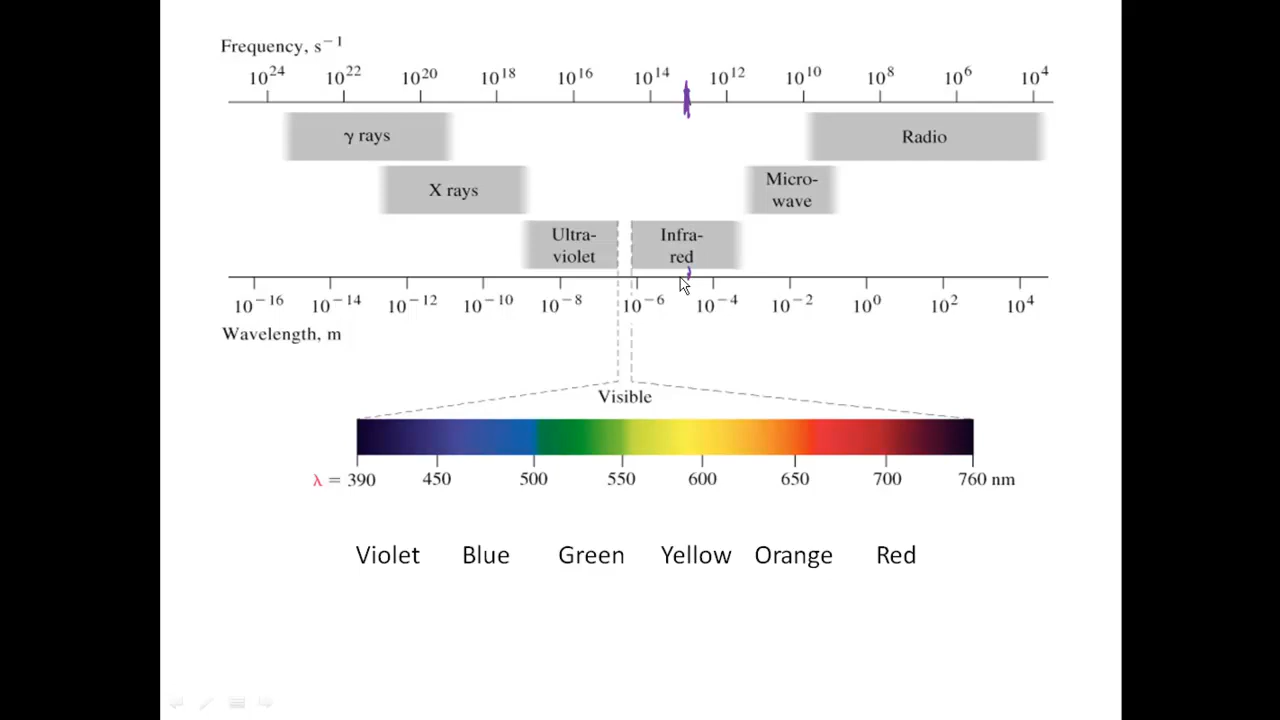 Frequency, s⁻¹
10²⁴ 10²² 10²⁰ 10¹⁸ 10¹⁶ 10¹⁴ 10¹² 10¹⁰ 10⁸ 10⁶ 10⁴
γ rays Radio
X rays Micro-
wave
Ultra-
violet
Infra-
red
10⁻¹⁶ 10⁻¹⁴ 10⁻¹² 10⁻¹⁰ 10⁻⁸ 10⁻⁶ 10⁻⁴ 10⁻² 10⁰ 10² 10⁴
Wavelength, m
Visible
λ = 390 450 500 550 600 650 700 760 nm
Violet Blue Green Yellow Orange Red